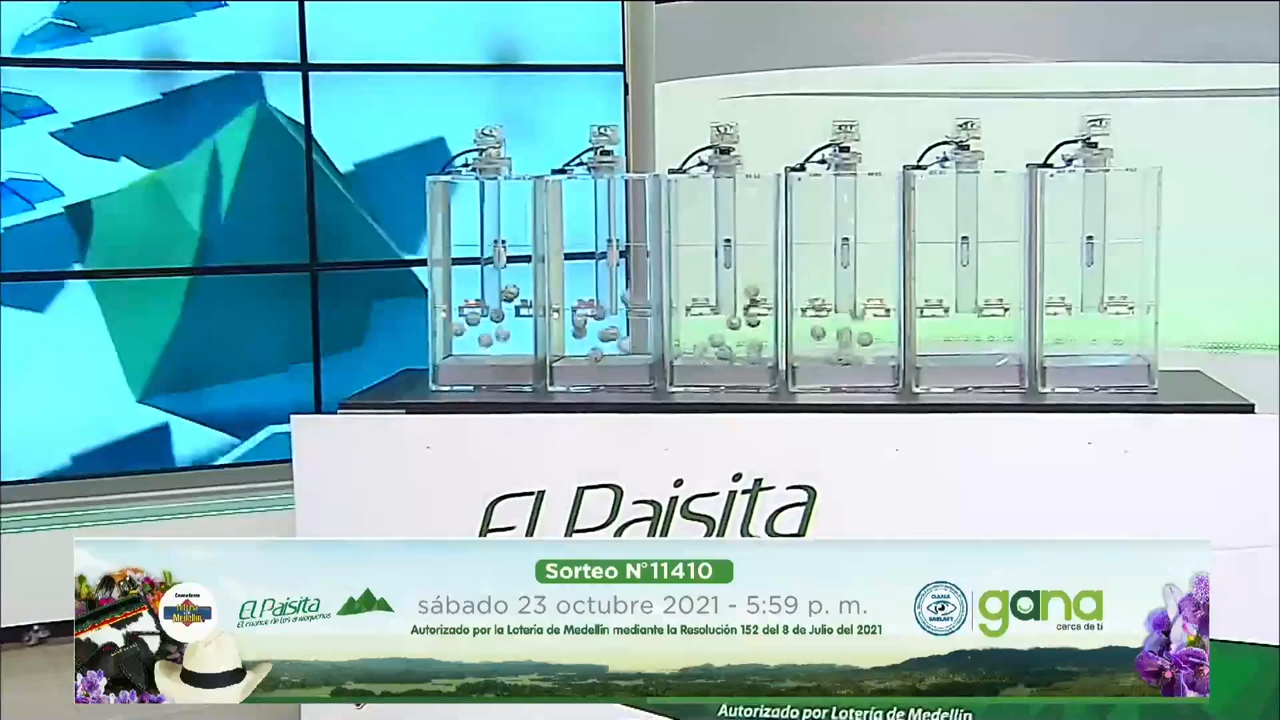 El Paisita
Sorteo N°11410
sábado 23 octubre 2021 - 5:59 p. m.
Autorizado por la Lotería de Medellín mediante la Resolución 152 del 8 de Julio del 2021
El Paisita
El chance de los antioqueños
gana
cerca de ti
Autorizado por Lotería de Medellín